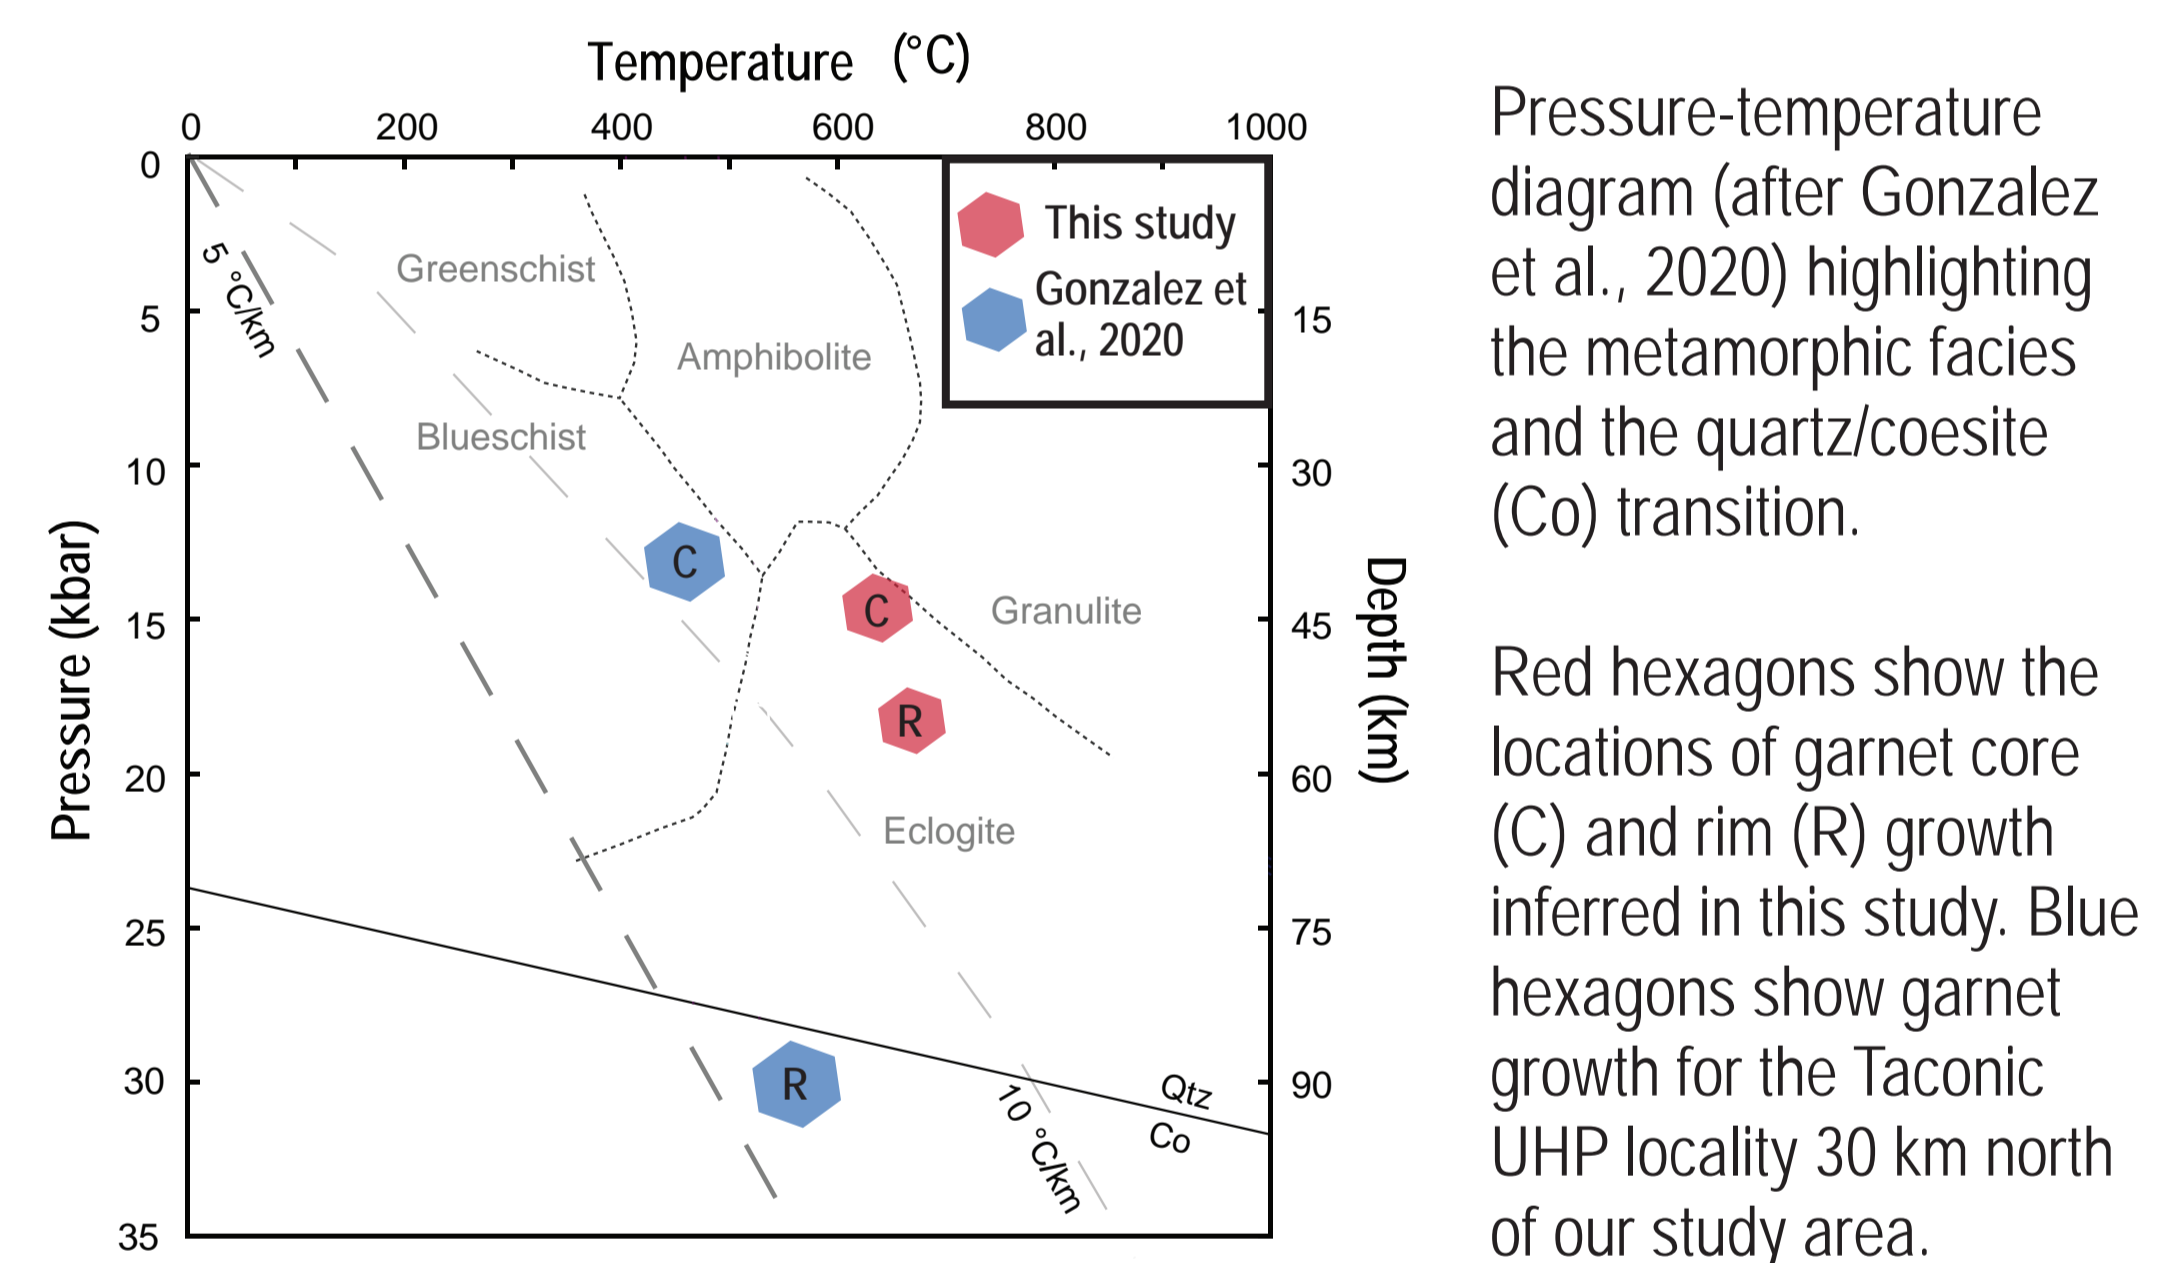 Temperature (°C)
0 200 400 600 800 1000
0
5
10
15
20
25
30
35
Pressure (kbar)
15
30
45
60
75
90
Depth (km)
This study
Gonzalez et
al., 2020
5 °C/km
Greenschist
Amphibolite
Blueschist
C
C
Granulite
R
Eclogite
R
10 °C/km
Qtz
Co
Pressure-temperature
diagram (after Gonzalez
et al., 2020) highlighting
the metamorphic facies
and the quartz/coesite
(Co) transition.
Red hexagons show the
locations of garnet core
(C) and rim (R) growth
inferred in this study. Blue
hexagons show garnet
growth for the Taconic
UHP locality 30 km north
of our study area.